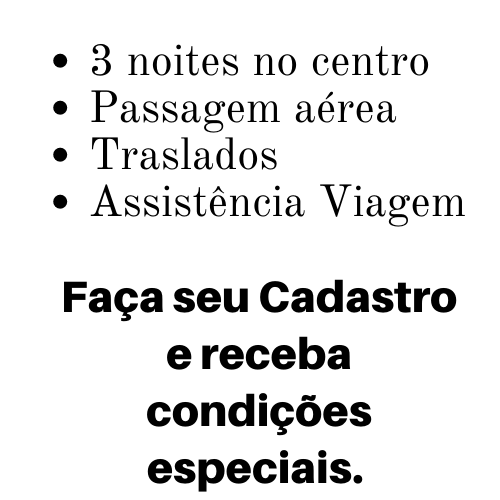 • 3 noites no centro
• Passagem aérea
• Traslados
• Assistência Viagem
Faça seu Cadastro
e receba
condições
especiais.